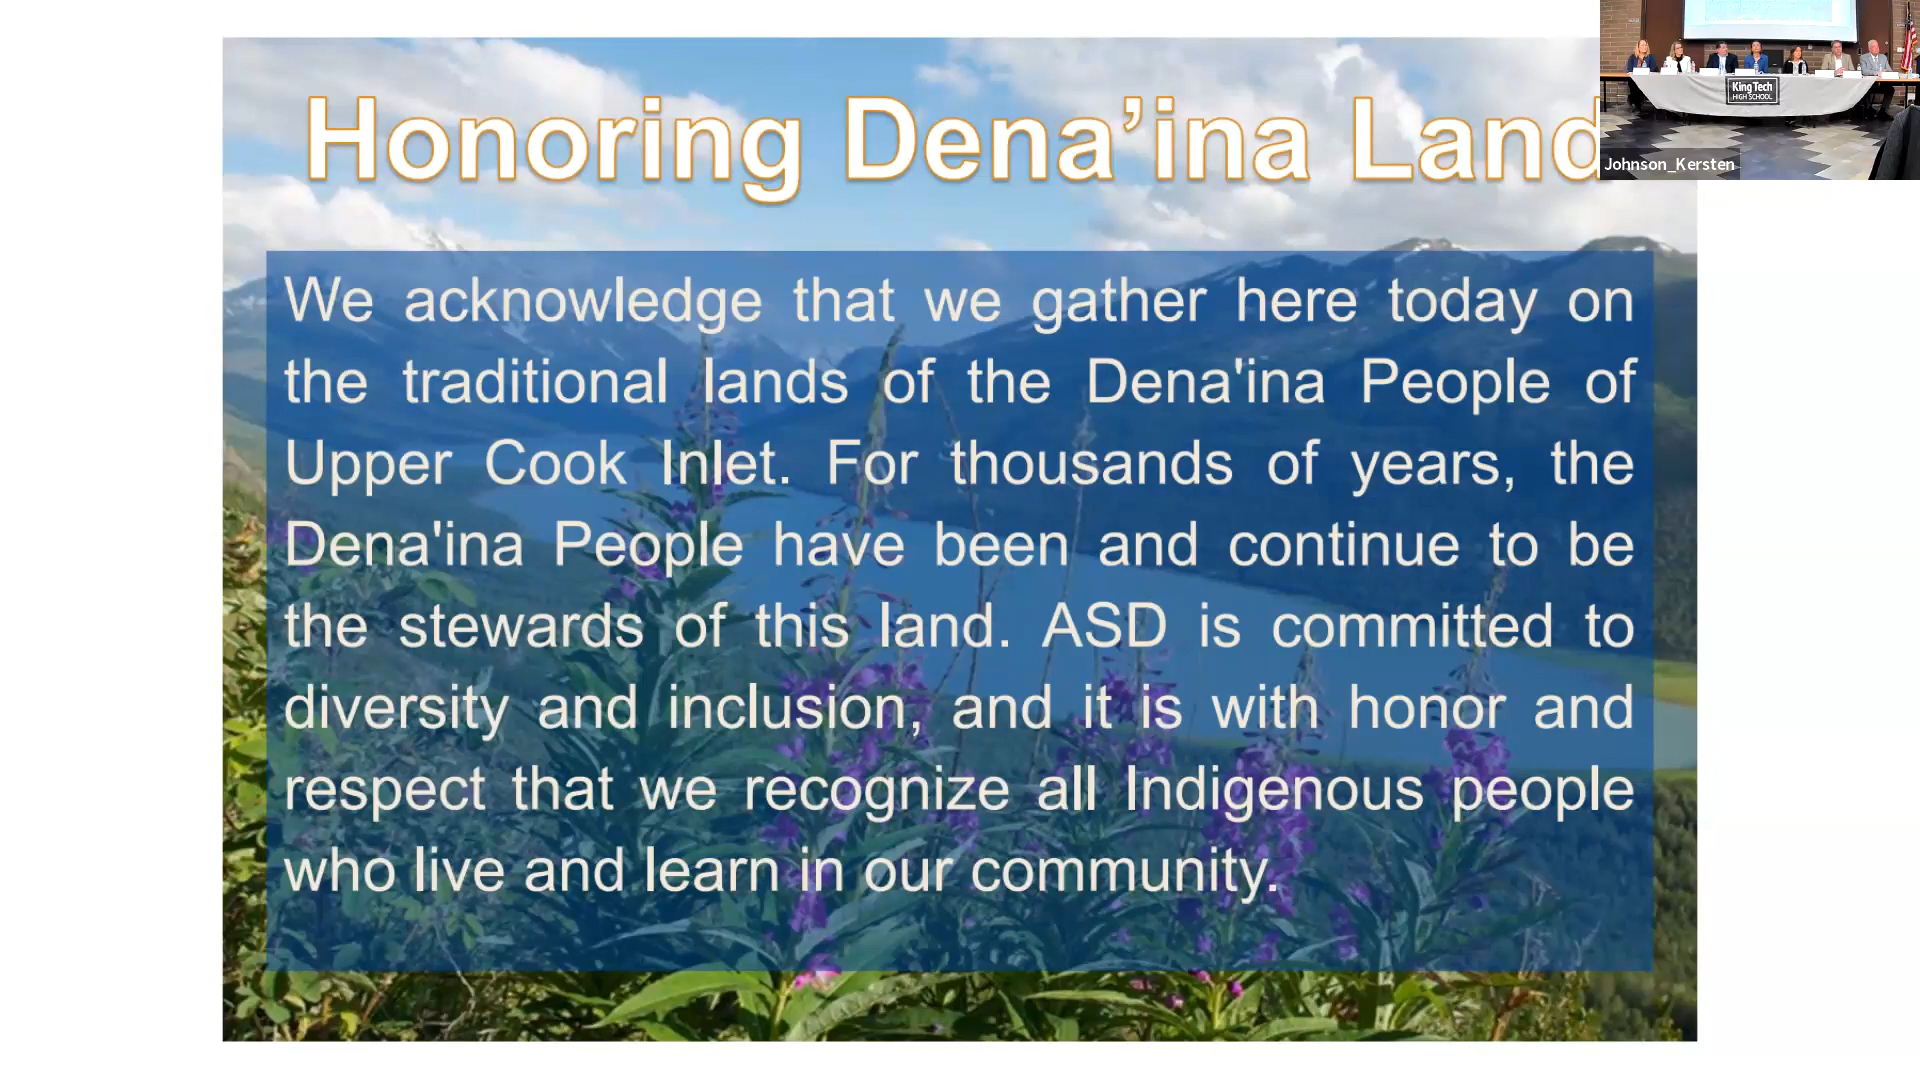 Honoring Dena’ina Land
We acknowledge that we gather here today on
the traditional lands of the Dena'ina People of
Upper Cook Inlet. For thousands of years, the
Dena'ina People have been and continue to be
the stewards of this land. ASD is committed to
diversity and inclusion, and it is with honor and
respect that we recognize all Indigenous people
who live and learn in our community.
King Tech
HIGH SCHOOL
Johnson_Kersten